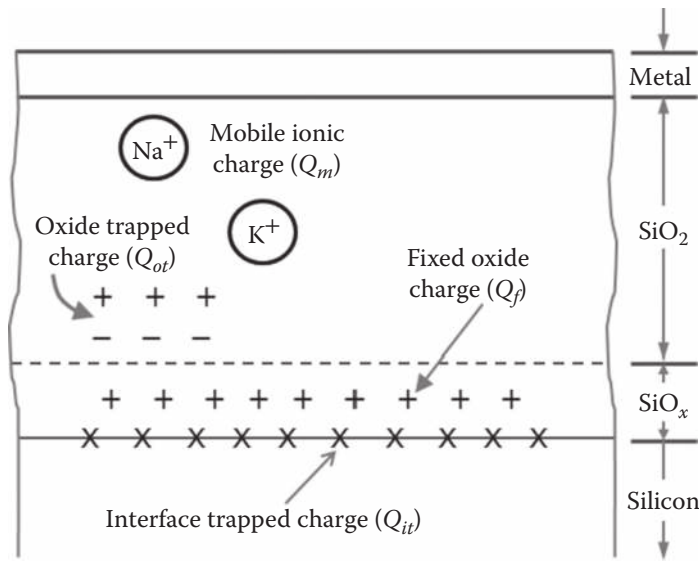 Metal
Na+
Mobile ionic
charge (Qm)
K+
Oxide trapped
charge (Qot)
SiO2
Fixed oxide
charge (Qf)
+ + +
– – –
+ + + + + + + + +
SiOx
X X X X X X X X X X
Interface trapped charge (Qit)
Silicon